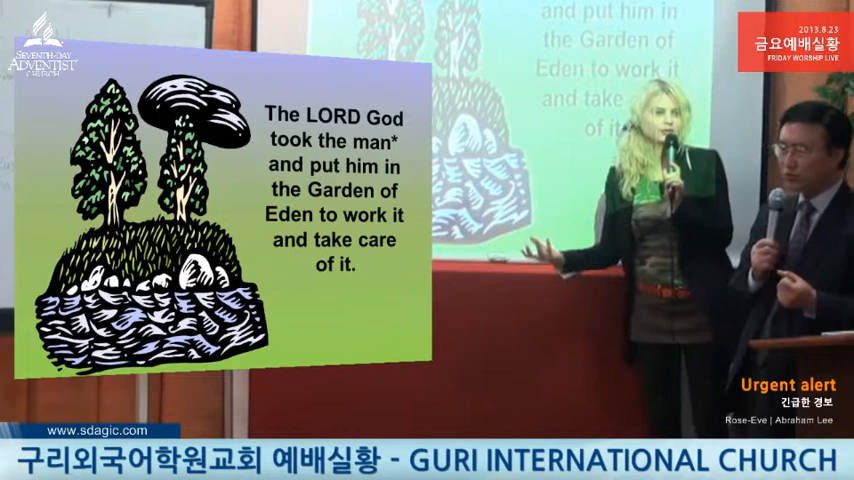 SEVENTH-DAY
ADVENTIST
CHURCH
The LORD God
took the man*
and put him in
the Garden of
Eden to work it
and take care
of it.
and put him in
the Garden of
Eden to work it
and take care
of it
2013.8.23
금요예배실황
FRIDAY WORSHIP LIVE
Urgent alert
긴급한 경보
Rose-Eve | Abraham Lee
www.sdagic.com
구리외국어학원교회 예배실황 - GURI INTERNATIONAL CHURCH